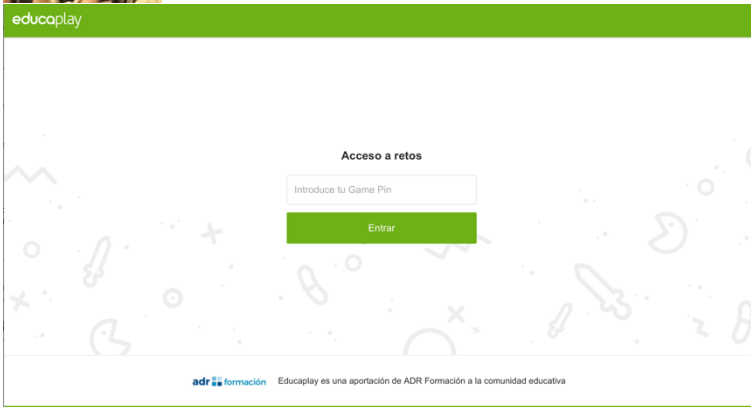 educaplay
Acceso a retos
Introduce tu Game Pin
Entrar
adr formación Educaplay es una aportación de ADR Formación a la comunidad educativa